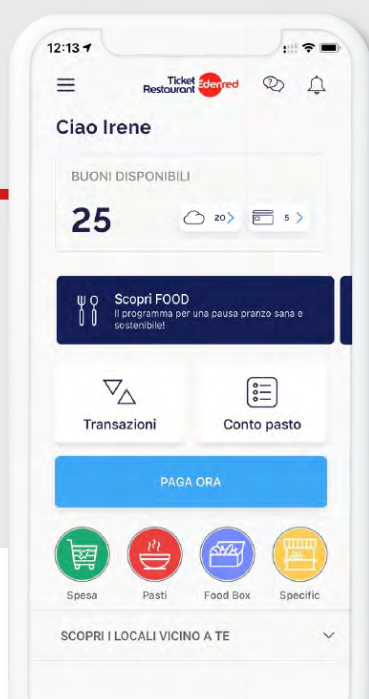 12:13
Ticket
Restaurant Edenred
Ciao Irene
BUONI DISPONIBILI
25
20
5
Scopri FOOD
Il programma per una pausa pranzo sana e
sostenibile!
Transazioni
Conto pasto
PAGA ORA
Spesa
Pasti
Food Box
Specific
SCOPRI I LOCALI VICINO A TE